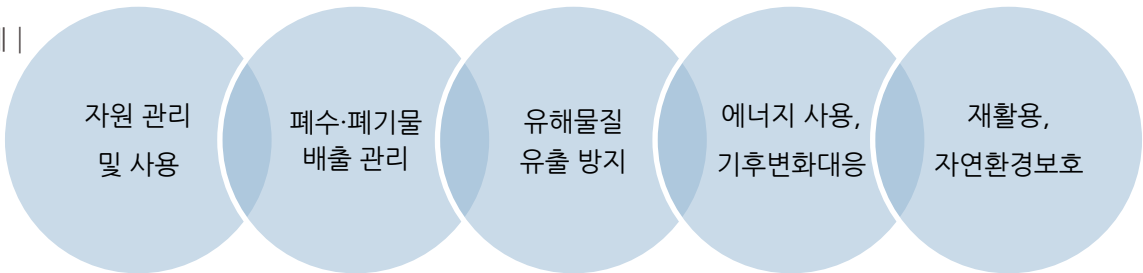 자원 관리
및 사용
폐수·폐기물
배출 관리
유해물질
유출 방지
에너지 사용,
기후변화대응
재활용,
자연환경보호